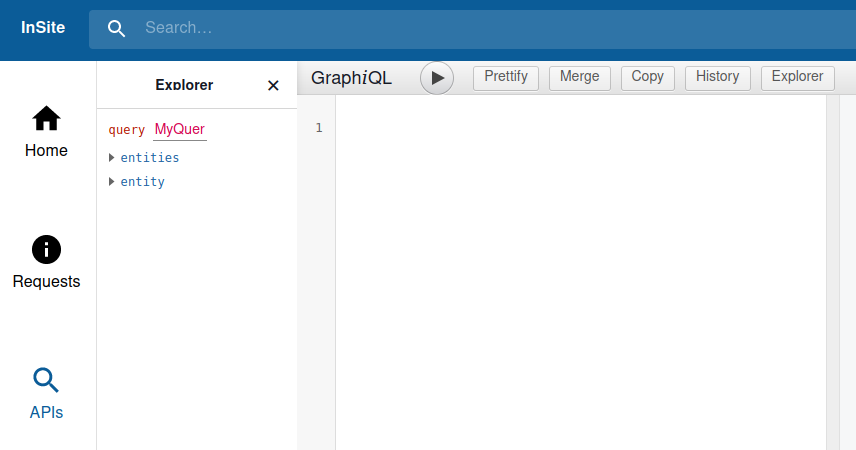 InSite
Search...
Home
Requests
APIs
Explorer ✕
query MyQuer
entities
entity
GraphiQL Prettify Merge Copy History Explorer
1